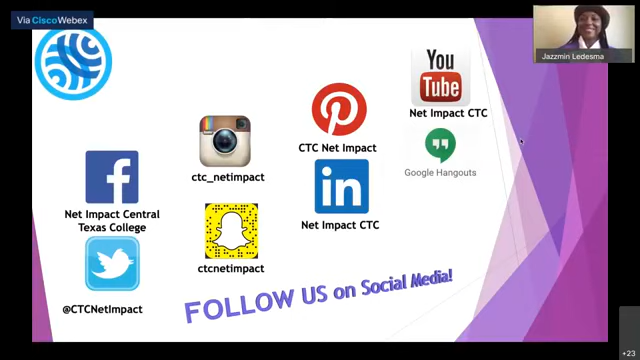 Via Cisco Webex
Jazzmin Ledesma
You
Tube
Net Impact CTC
CTC Net Impact
ctc_netimpact
Google Hangouts
f
Net Impact Central
Texas College
in
Net Impact CTC
ctcnetimpact
@CTCNetImpact
FOLLOW US on Social Media!
+23